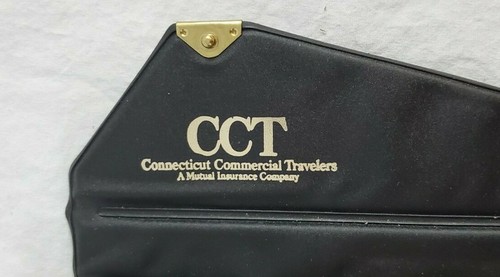 CCT
Connecticut Commercial Travelers
A Mutual Insurance Company